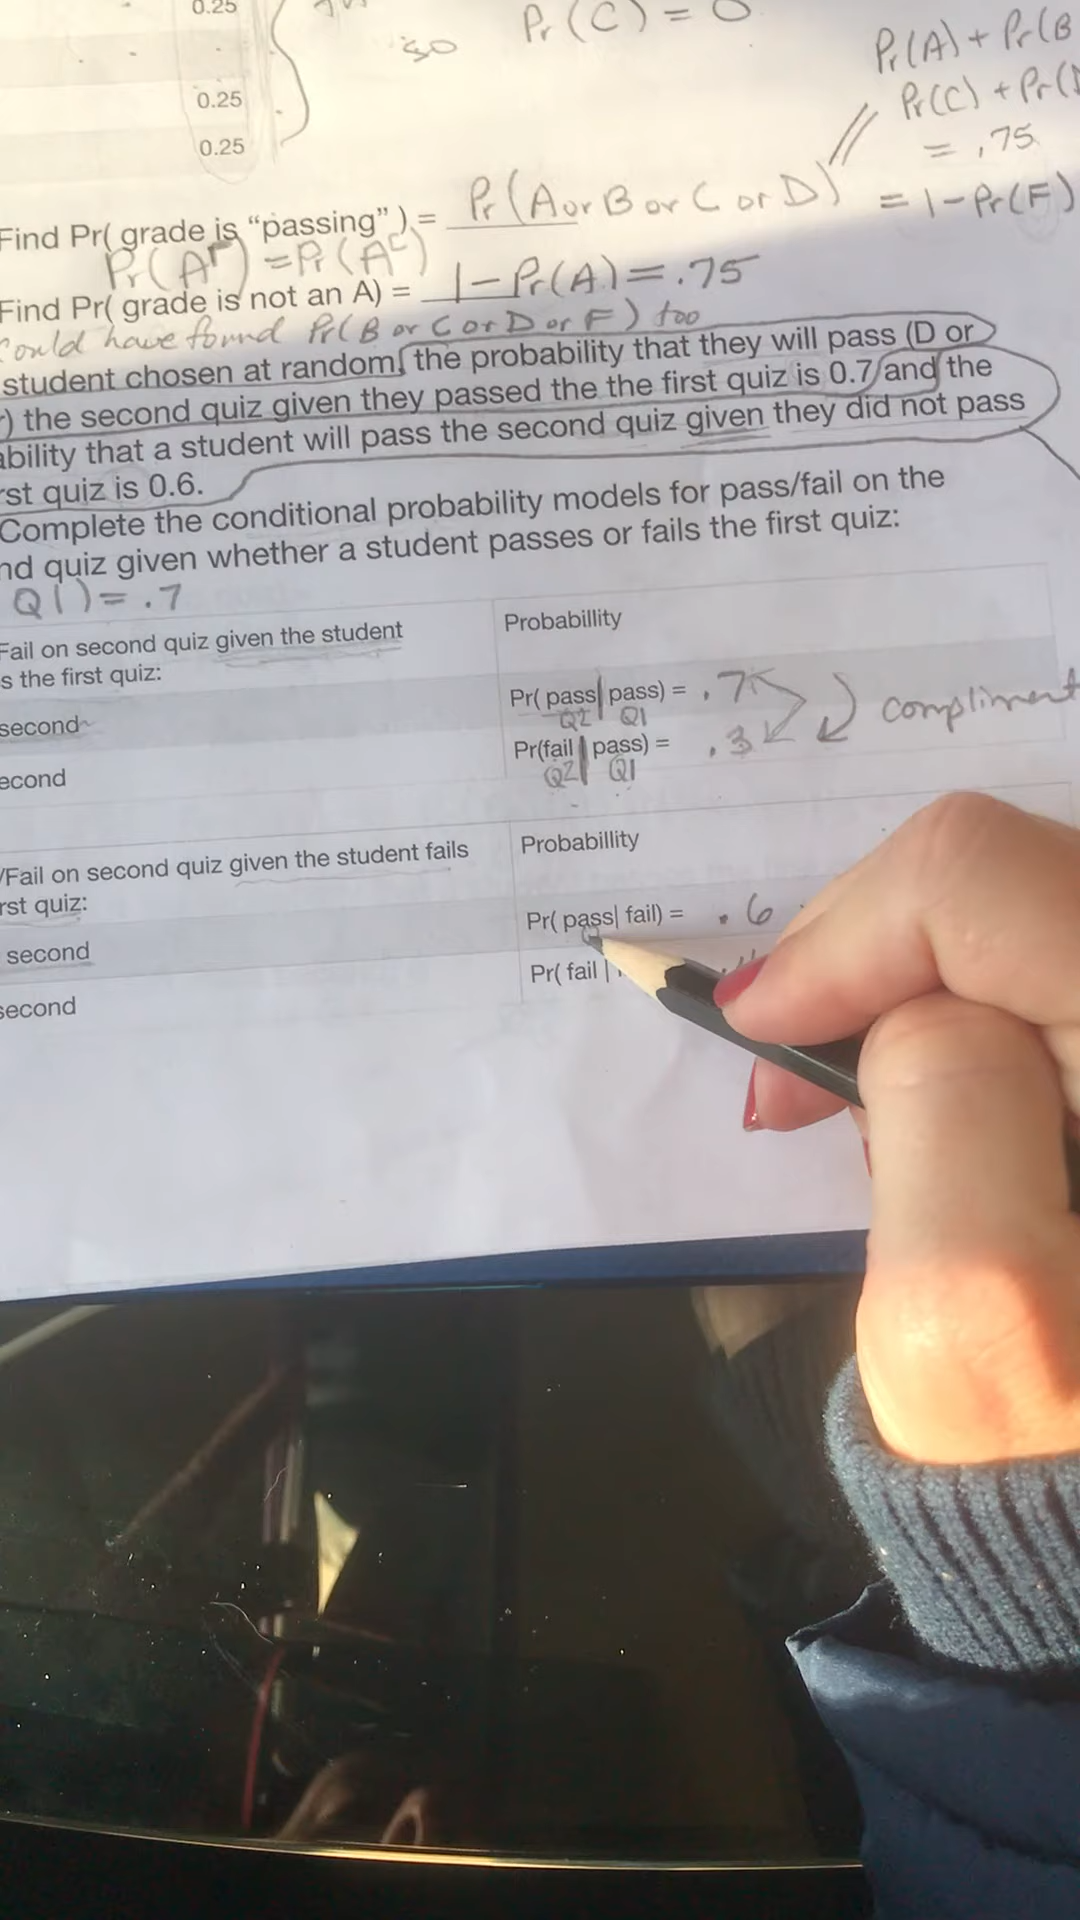 0.25
so Pr(C) = 0
Pr(A) + Pr(B
0.25
Pr(C) + Pr(
0.25
= .75
Find Pr( grade is "passing" ) = Pr(A or B or C or D) = 1 - Pr(F)
) = Pr(Aᶜ)
Find Pr( grade is not an A) = 1 - Pr(A) = .75
could have found Pr(B or C or D or F) too
student chosen at random, the probability that they will pass (D or
) the second quiz given they passed the the first quiz is 0.7 and the
ability that a student will pass the second quiz given they did not pass
rst quiz is 0.6.
Complete the conditional probability models for pass/fail on the
nd quiz given whether a student passes or fails the first quiz:
Q1) = .7
Fail on second quiz given the student
Probabillity
s the first quiz:
second
Pr( pass| pass) = .7
Q2 Q1
compliment
econd
Pr(fail | pass) = .3
Q2 Q1
/Fail on second quiz given the student fails
Probabillity
rst quiz:
second
Pr( pass| fail) = .6
second
Pr( fail |